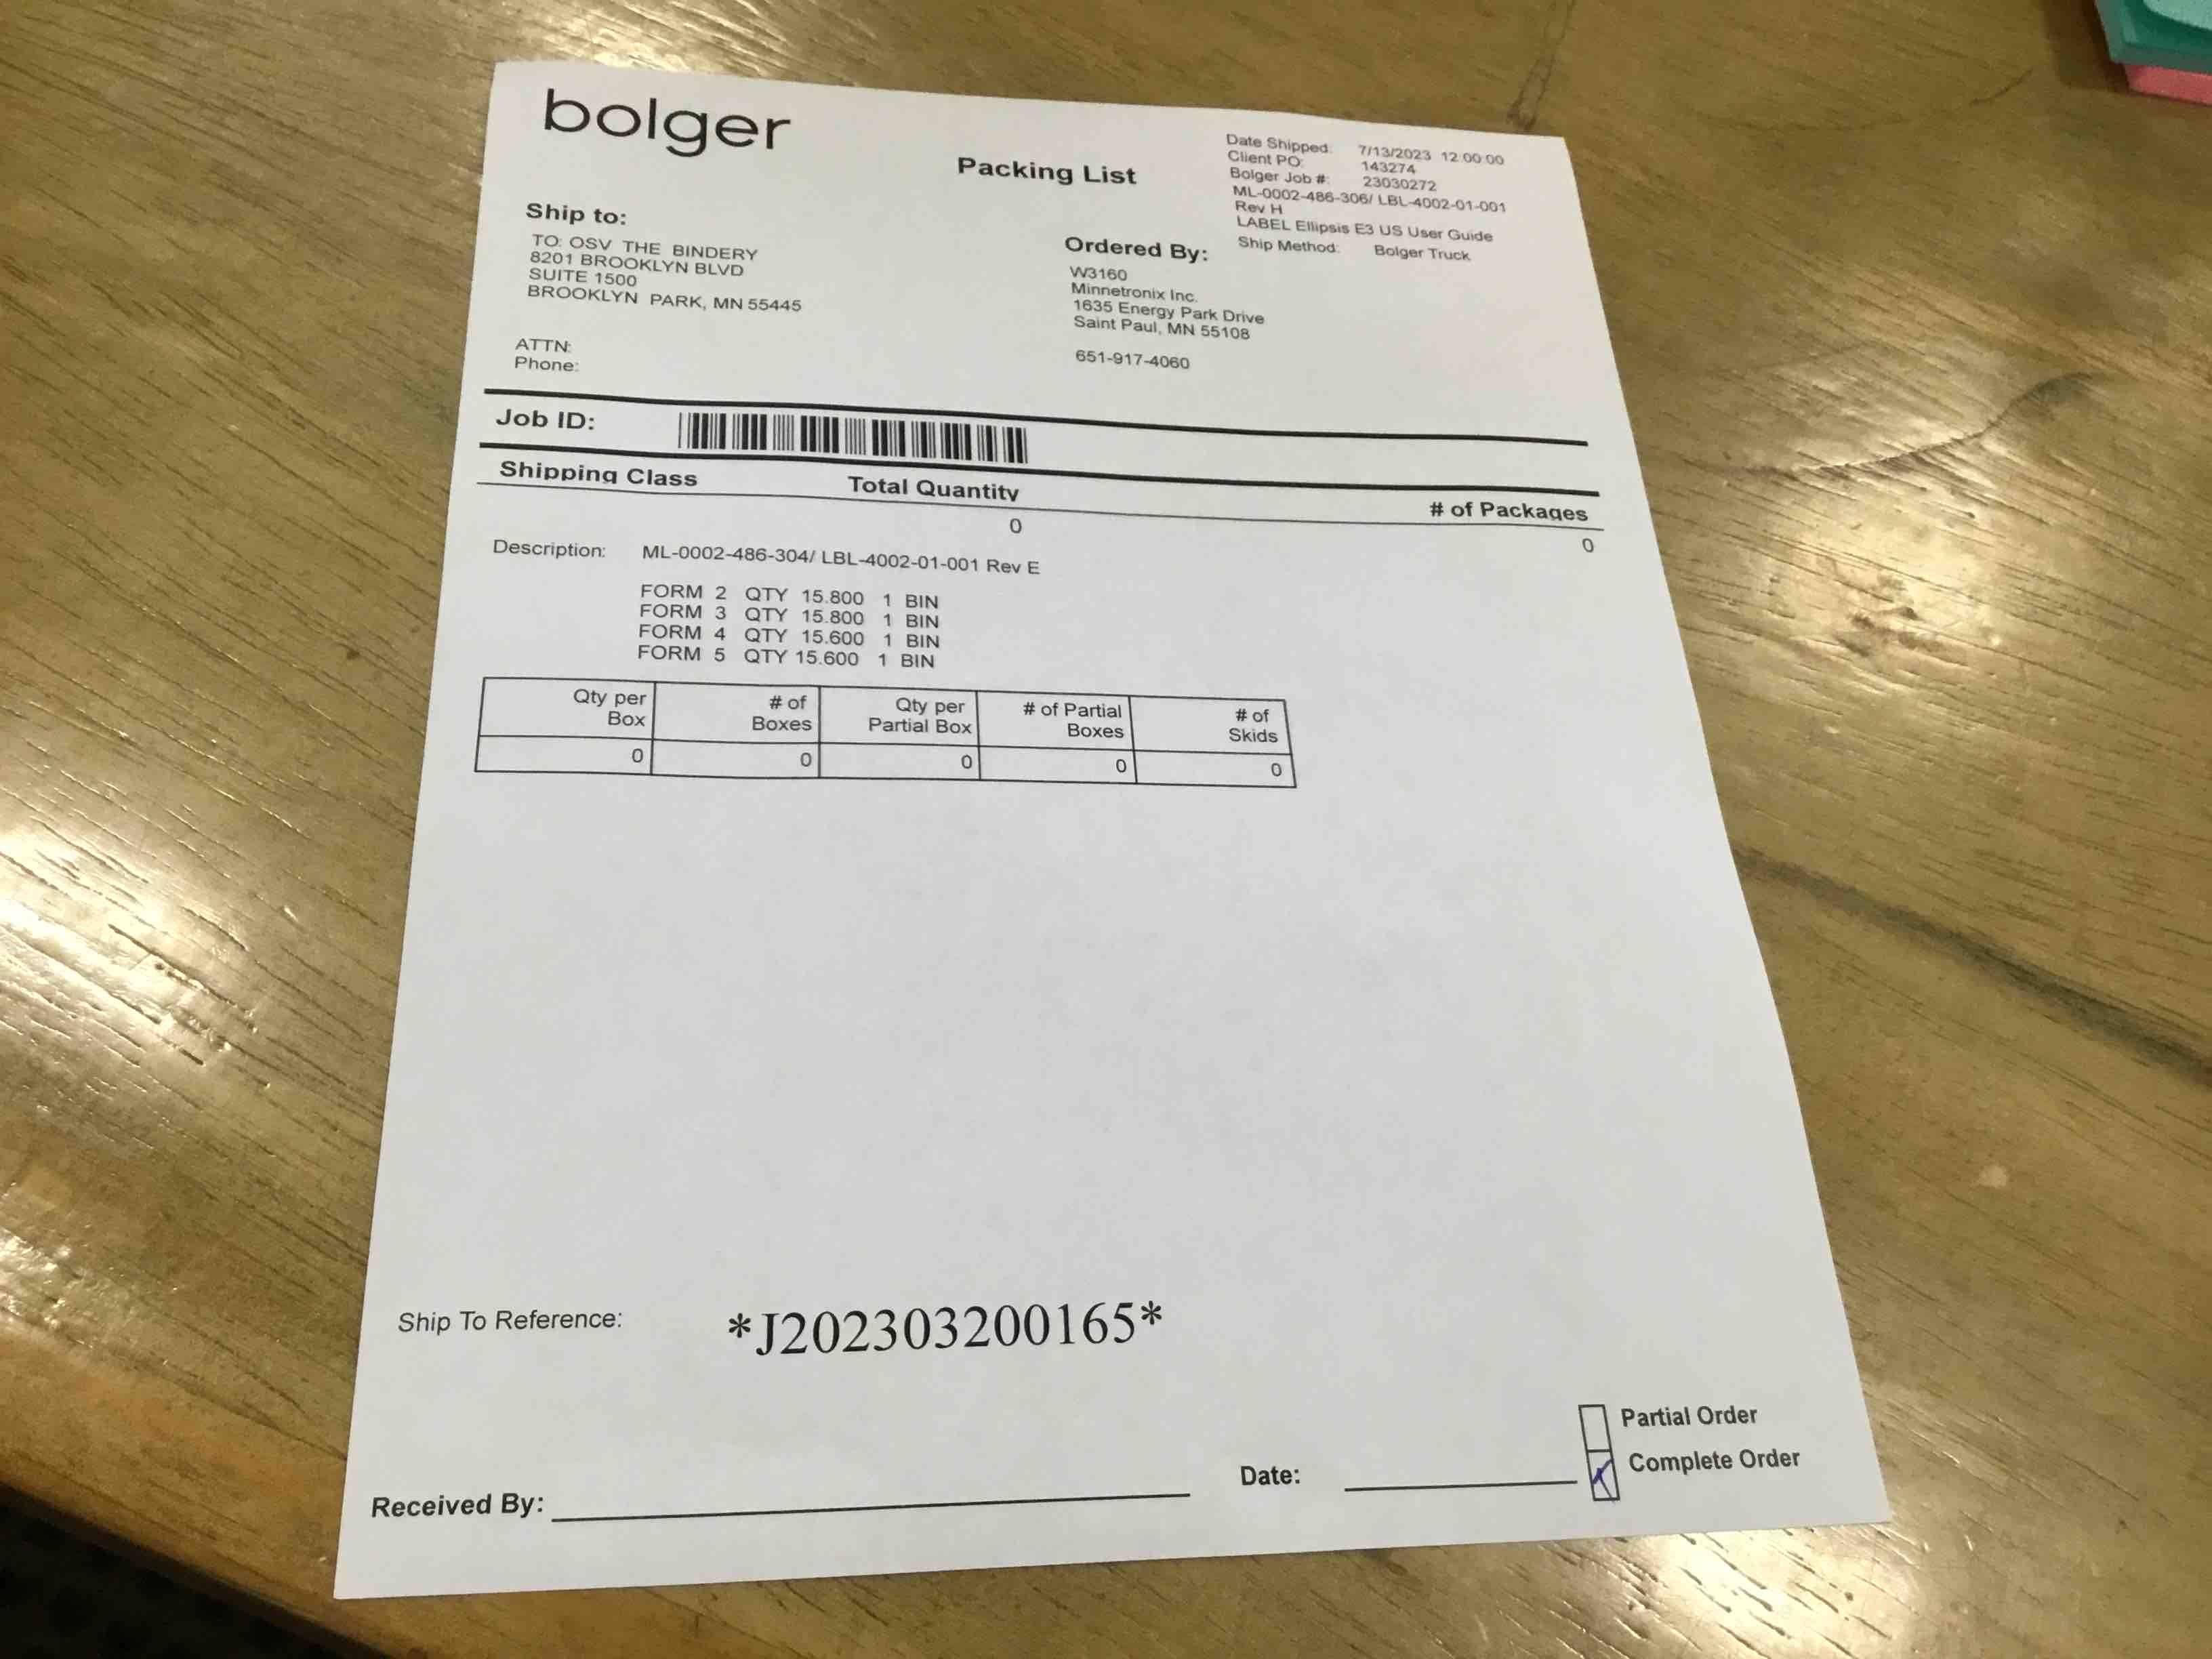 bolger
Packing List
Date Shipped: 7/13/2023 12:00:00
Client PO: 143274
Bolger Job #: 23030272
ML-0002-486-306/ LBL-4002-01-001
Rev H
LABEL Ellipsis E3 US User Guide
Ship Method: Bolger Truck
Ship to:
TO: OSV THE BINDERY
8201 BROOKLYN BLVD
SUITE 1500
BROOKLYN PARK, MN 55445
ATTN:
Phone:
Ordered By:
W3160
Minnetronix Inc.
1635 Energy Park Drive
Saint Paul, MN 55108
651-917-4060
Job ID:
Shipping Class Total Quantity # of Packages
0 0
Description: ML-0002-486-304/ LBL-4002-01-001 Rev E
FORM 2 QTY 15.800 1 BIN
FORM 3 QTY 15.800 1 BIN
FORM 4 QTY 15.600 1 BIN
FORM 5 QTY 15.600 1 BIN
Qty per Box # of Boxes Qty per Partial Box # of Partial Boxes # of Skids
0 0 0 0 0
Ship To Reference: *J202303200165*
Partial Order
Complete Order
Received By: Date: